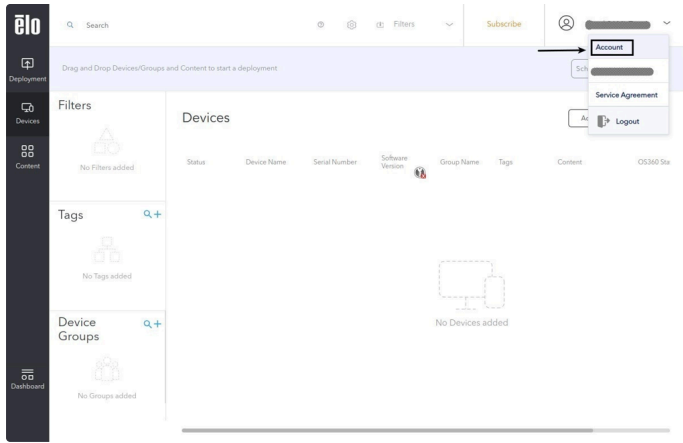 ēlo
Search
Filters
Subscribe
Account
Service Agreement
Logout
Drag and Drop Devices/Groups and Content to start a deployment
Deployment
Devices
Content
Dashboard
Filters
No Filters added
Tags
No Tags added
Device
Groups
No Groups added
Devices
Status
Device Name
Serial Number
Software
Version
Group Name
Tags
Content
OS360 Sta
No Devices added